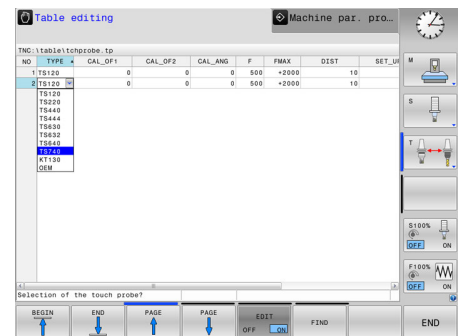 Table editing
Machine par. pro...
TNC:\table\tchprobe.tp
NO TYPE CAL_OF1 CAL_OF2 CAL_ANG F FMAX DIST SET_U
1 TS120 0 0 0 500 +2000 10
2 TS120 0 0 0 500 +2000 10
TS120
TS220
TS440
TS444
TS630
TS632
TS640
TS740
KT130
OEM
Selection of the touch probe?
M
S
T
S100%
OFF ON
F100%
OFF ON
BEGIN
END
PAGE
PAGE
EDIT
OFF ON
FIND
END